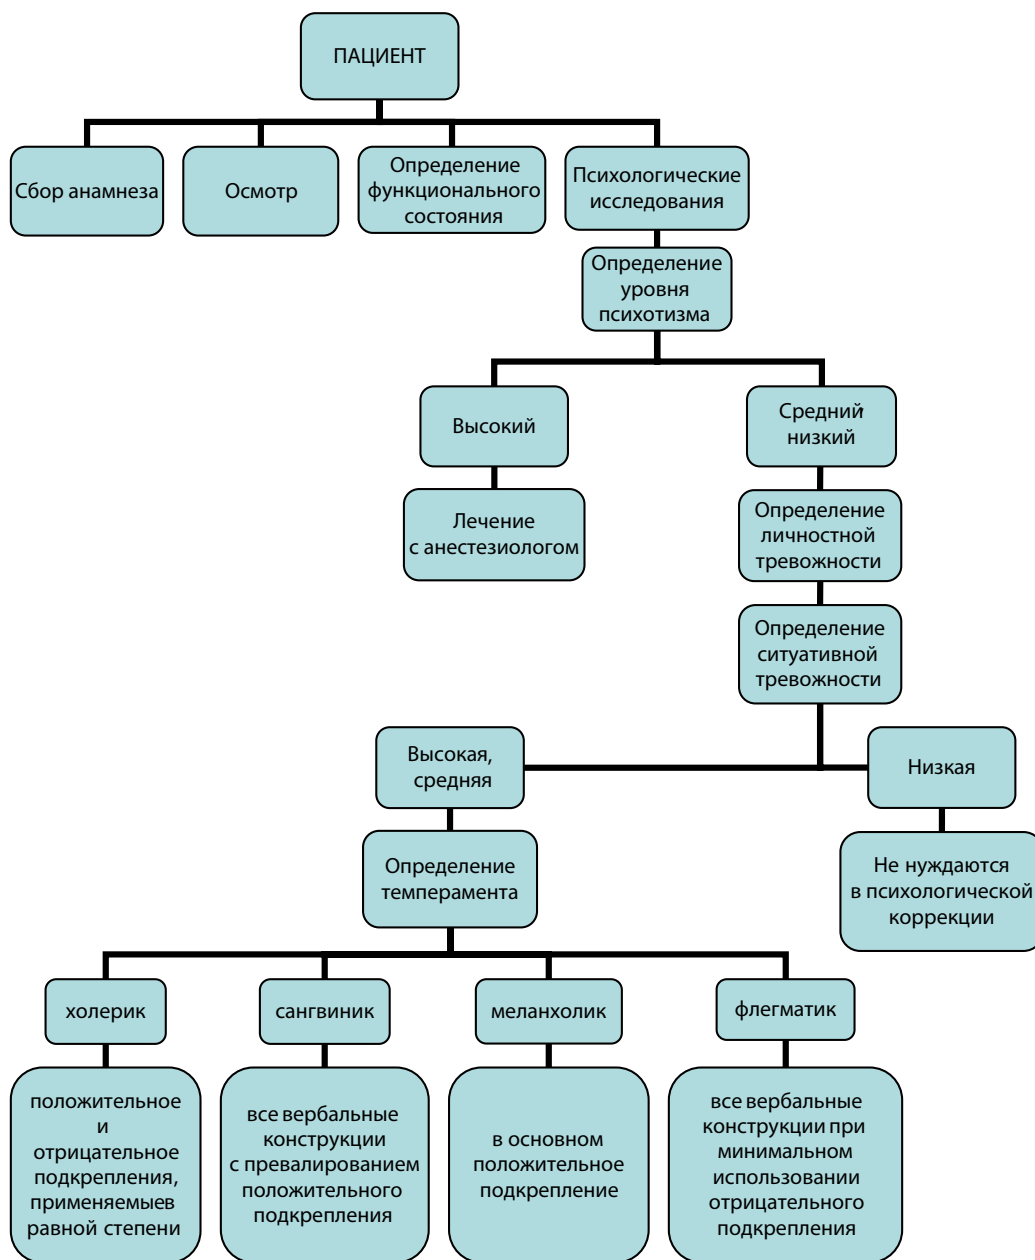 ПАЦИЕНТ
Сбор анамнеза
Осмотр
Определение
функционального
состояния
Психологические
исследования
Определение
уровня
психотизма
Высокий
Средний,
низкий
Лечение
с анестезиологом
Определение
личностной
тревожности
Определение
ситуативной
тревожности
Высокая,
средняя
Низкая
Определение
темперамента
Не нуждаются
в психологической
коррекции
холерик
сангвиник
меланхолик
флегматик
положительное
и
отрицательное
подкрепления,
применяемыев
равной степени
все вербальные
конструкции
с превалированием
положительного
подкрепления
в основном
положительное
подкрепление
все вербальные
конструкции при
минимальном
использовании
отрицательного
подкрепления